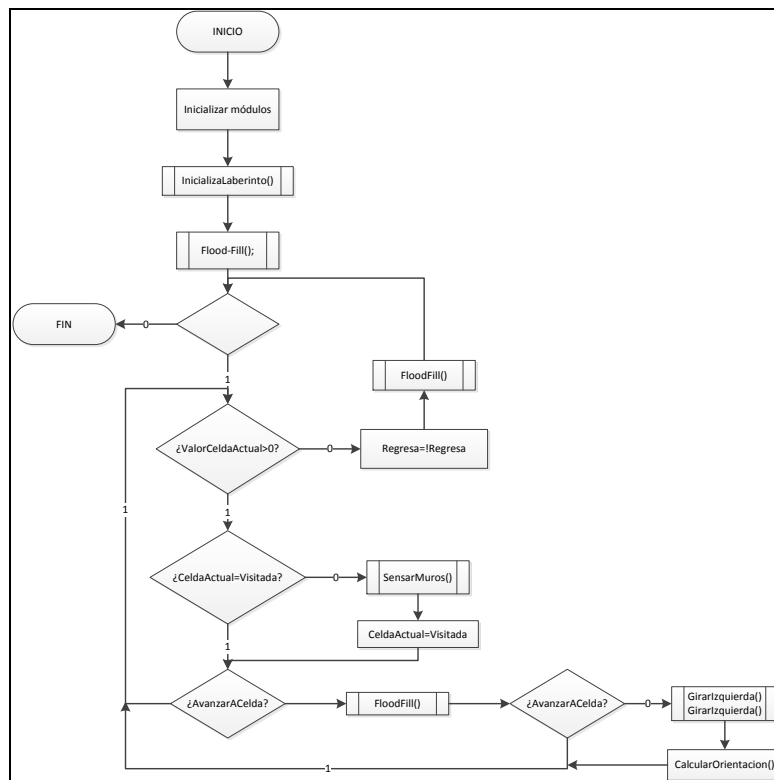 INICIO
Inicializar módulos
InicializaLaberinto()
Flood-Fill();
FIN
0
1
FloodFill()
¿ValorCeldaActual>0?
0
Regresa=!Regresa
1
1
¿CeldaActual=Visitada?
0
SensarMuros()
CeldaActual=Visitada
1
¿AvanzarACelda?
FloodFill()
¿AvanzarACelda?
0
GirarIzquierda()
GirarIzquierda()
CalcularOrientacion()
1